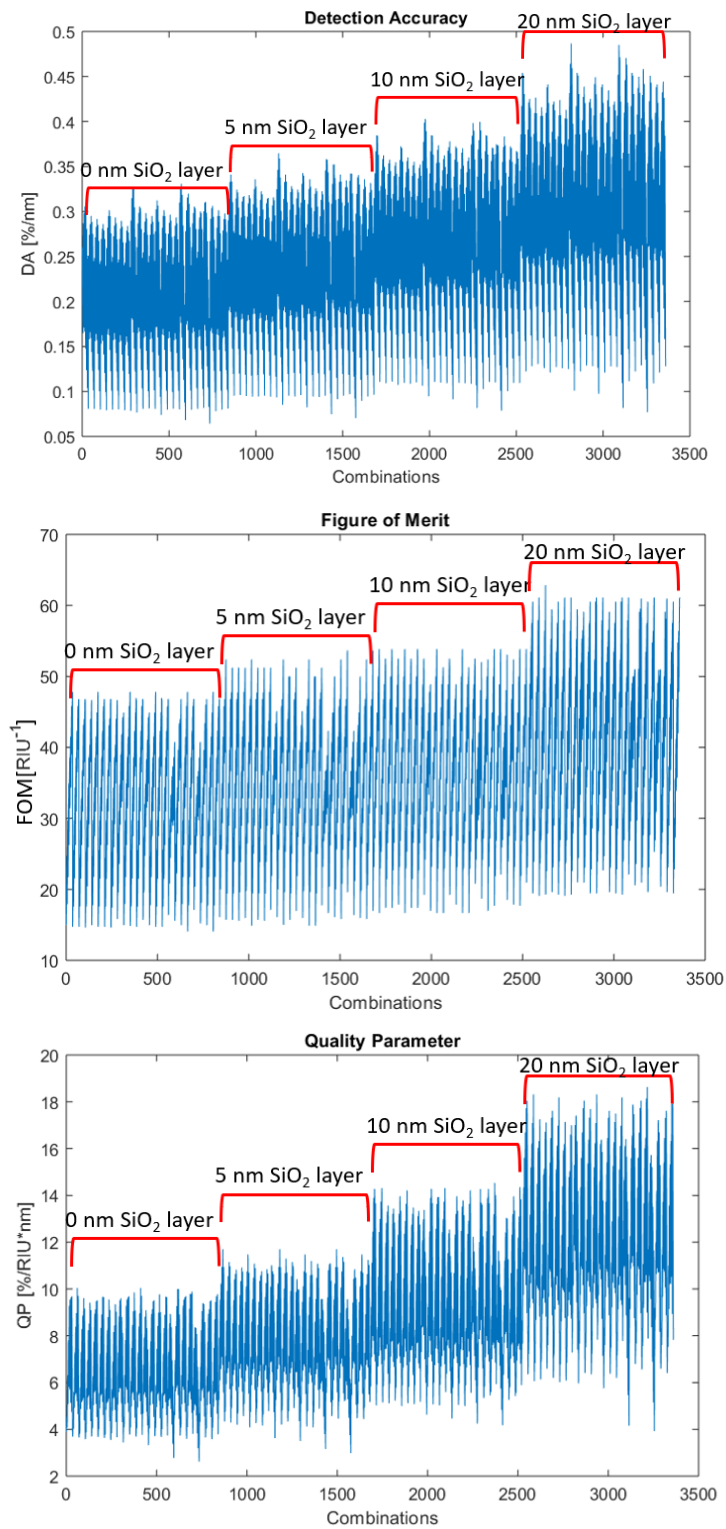 Detection Accuracy
20 nm SiO₂ layer
0.5
0.45
10 nm SiO₂ layer
0.4
5 nm SiO₂ layer
0.35
0 nm SiO₂ layer
0.3
DA [%/nm]
0.25
0.2
0.15
0.1
0.05
0 500 1000 1500 2000 2500 3000 3500
Combinations
Figure of Merit
70
20 nm SiO₂ layer
10 nm SiO₂ layer
60
5 nm SiO₂ layer
0 nm SiO₂ layer
50
40
FOM[RIU⁻¹]
30
20
10
0 500 1000 1500 2000 2500 3000 3500
Combinations
Quality Parameter
20
20 nm SiO₂ layer
18
10 nm SiO₂ layer
16
5 nm SiO₂ layer
14
0 nm SiO₂ layer
12
10
QP [%/RIU*nm]
8
6
4
2
0 500 1000 1500 2000 2500 3000 3500
Combinations